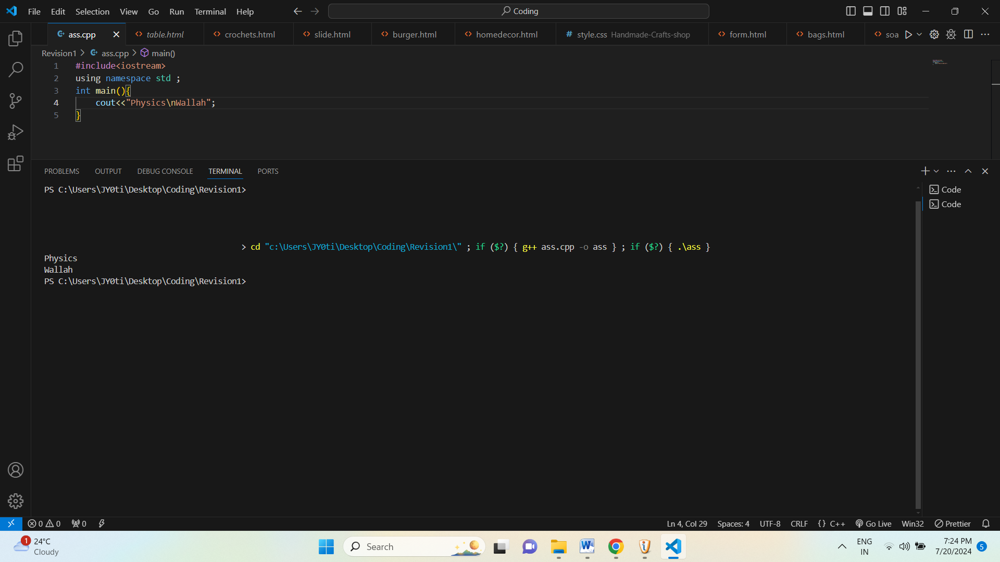 File Edit Selection View Go Run Terminal Help
Coding
ass.cpp table.html crochets.html slide.html burger.html homedecor.html style.css Handmade-Crafts-shop form.html bags.html soa
Revision1 > ass.cpp > main()
1 #include<iostream>
2 using namespace std ;
3 int main(){
4 cout<<"Physics\nWallah";
5 }
PROBLEMS OUTPUT DEBUG CONSOLE TERMINAL PORTS
PS C:\Users\JY0ti\Desktop\Coding\Revision1>
Code
Code
> cd "c:\Users\JY0ti\Desktop\Coding\Revision1\" ; if ($?) { g++ ass.cpp -o ass } ; if ($?) { .\ass }
Physics
Wallah
PS C:\Users\JY0ti\Desktop\Coding\Revision1>
0 0 0 Ln 4, Col 29 Spaces: 4 UTF-8 CRLF {} C++ Go Live Win32 Prettier
1 24°C
Cloudy
Search
ENG
IN
7:24 PM
7/20/2024
5